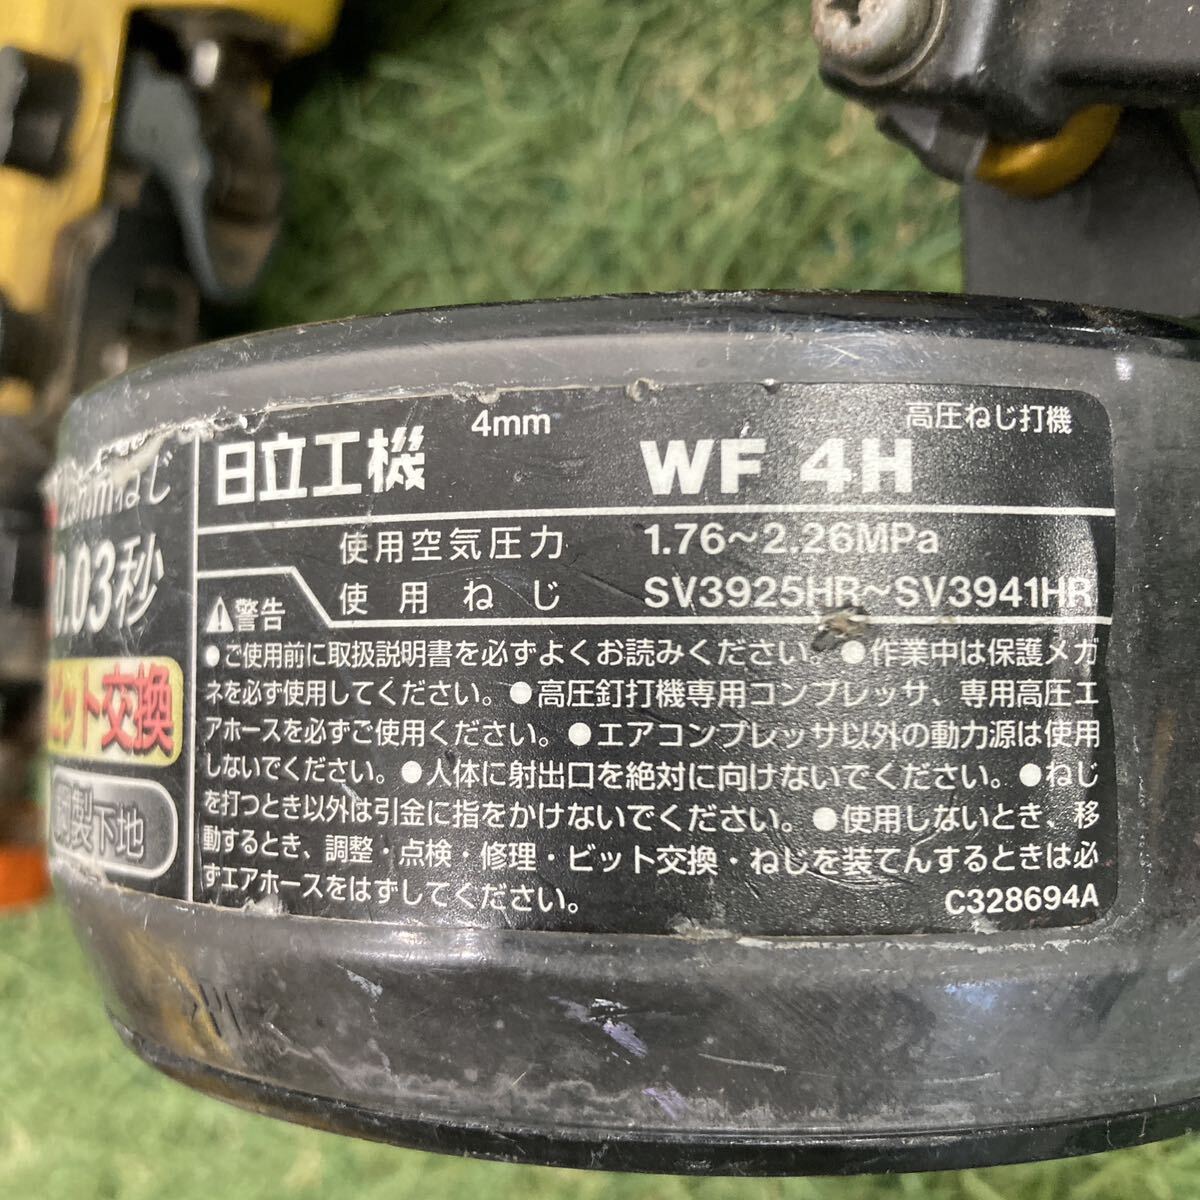 25mmねじ
0.03秒
ビット交換
鋼製下地
日立工機
4mm
WF 4H
高圧ねじ打機
使用空気圧力 1.76～2.26MPa
使用ねじ SV3925HR～SV3941HR
警告
●ご使用前に取扱説明書を必ずよくお読みください。●作業中は保護メガ
ネを必ず使用してください。●高圧釘打機専用コンプレッサ、専用高圧エ
アホースを必ずご使用ください。●エアコンプレッサ以外の動力源は使用
しないでください。●人体に射出口を絶対に向けないでください。●ねじ
を打つとき以外は引金に指をかけないでください。●使用しないとき、移
動するとき、調整・点検・修理・ビット交換・ねじを装てんするときは必
ずエアホースをはずしてください。
C328694A